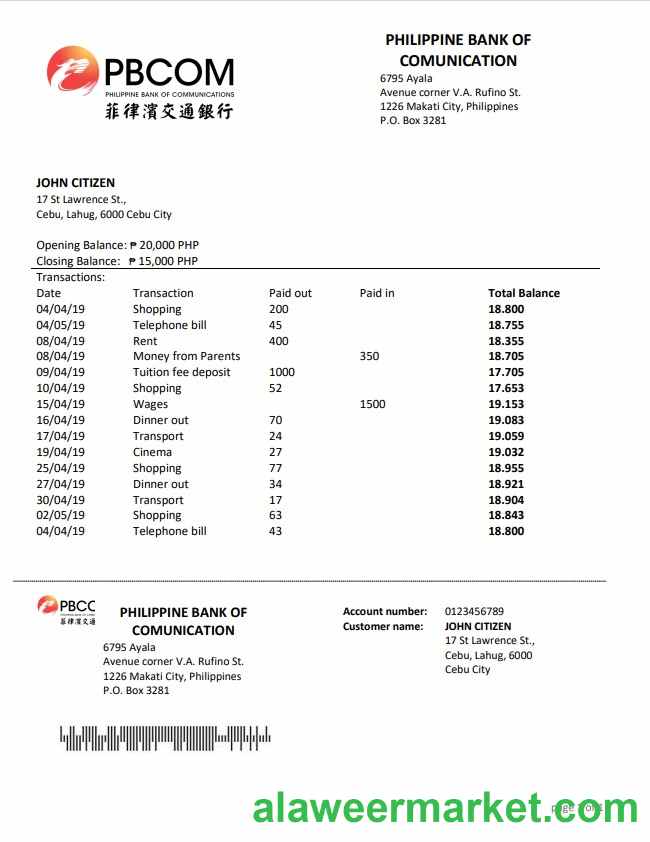 PHILIPPINE BANK OF
COMUNICATION
PBCOM
PHILIPPINE BANK OF COMMUNICATIONS
菲律濱交通銀行
6795 Ayala
Avenue corner V.A. Rufino St.
1226 Makati City, Philippines
P.O. Box 3281
JOHN CITIZEN
17 St Lawrence St.,
Cebu, Lahug, 6000 Cebu City
Opening Balance: ₱ 20,000 PHP
Closing Balance: ₱ 15,000 PHP
Transactions:
Date Transaction Paid out Paid in Total Balance
04/04/19 Shopping 200 18.800
04/05/19 Telephone bill 45 18.755
08/04/19 Rent 400 18.355
08/04/19 Money from Parents 350 18.705
09/04/19 Tuition fee deposit 1000 17.705
10/04/19 Shopping 52 17.653
15/04/19 Wages 1500 19.153
16/04/19 Dinner out 70 19.083
17/04/19 Transport 24 19.059
19/04/19 Cinema 27 19.032
25/04/19 Shopping 77 18.955
27/04/19 Dinner out 34 18.921
30/04/19 Transport 17 18.904
02/05/19 Shopping 63 18.843
04/04/19 Telephone bill 43 18.800
PBCC
菲律濱交通
PHILIPPINE BANK OF
COMUNICATION
6795 Ayala
Avenue corner V.A. Rufino St.
1226 Makati City, Philippines
P.O. Box 3281
Account number: 0123456789
Customer name: JOHN CITIZEN
17 St Lawrence St.,
Cebu, Lahug, 6000
Cebu City
alaweermarket.com